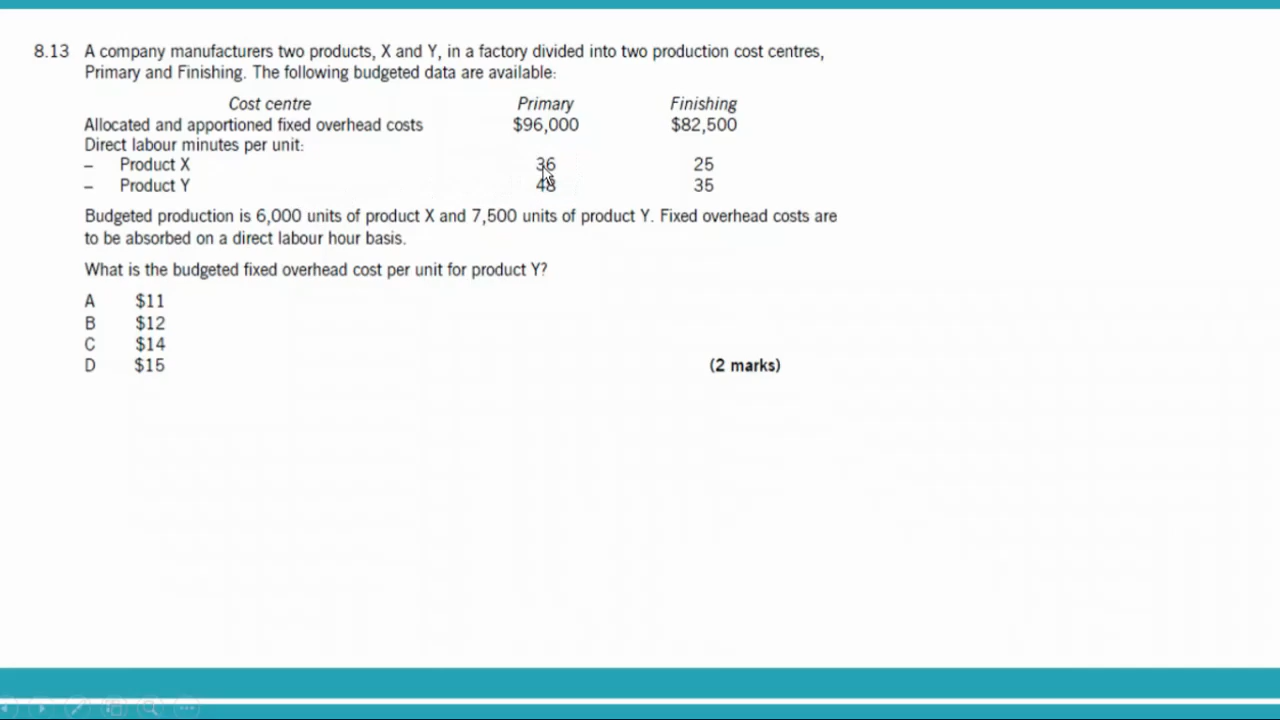 8.13 A company manufacturers two products, X and Y, in a factory divided into two production cost centres,
Primary and Finishing. The following budgeted data are available:
Cost centre Primary Finishing
Allocated and apportioned fixed overhead costs $96,000 $82,500
Direct labour minutes per unit:
– Product X 36 25
– Product Y 48 35
Budgeted production is 6,000 units of product X and 7,500 units of product Y. Fixed overhead costs are
to be absorbed on a direct labour hour basis.
What is the budgeted fixed overhead cost per unit for product Y?
A $11
B $12
C $14
D $15 (2 marks)